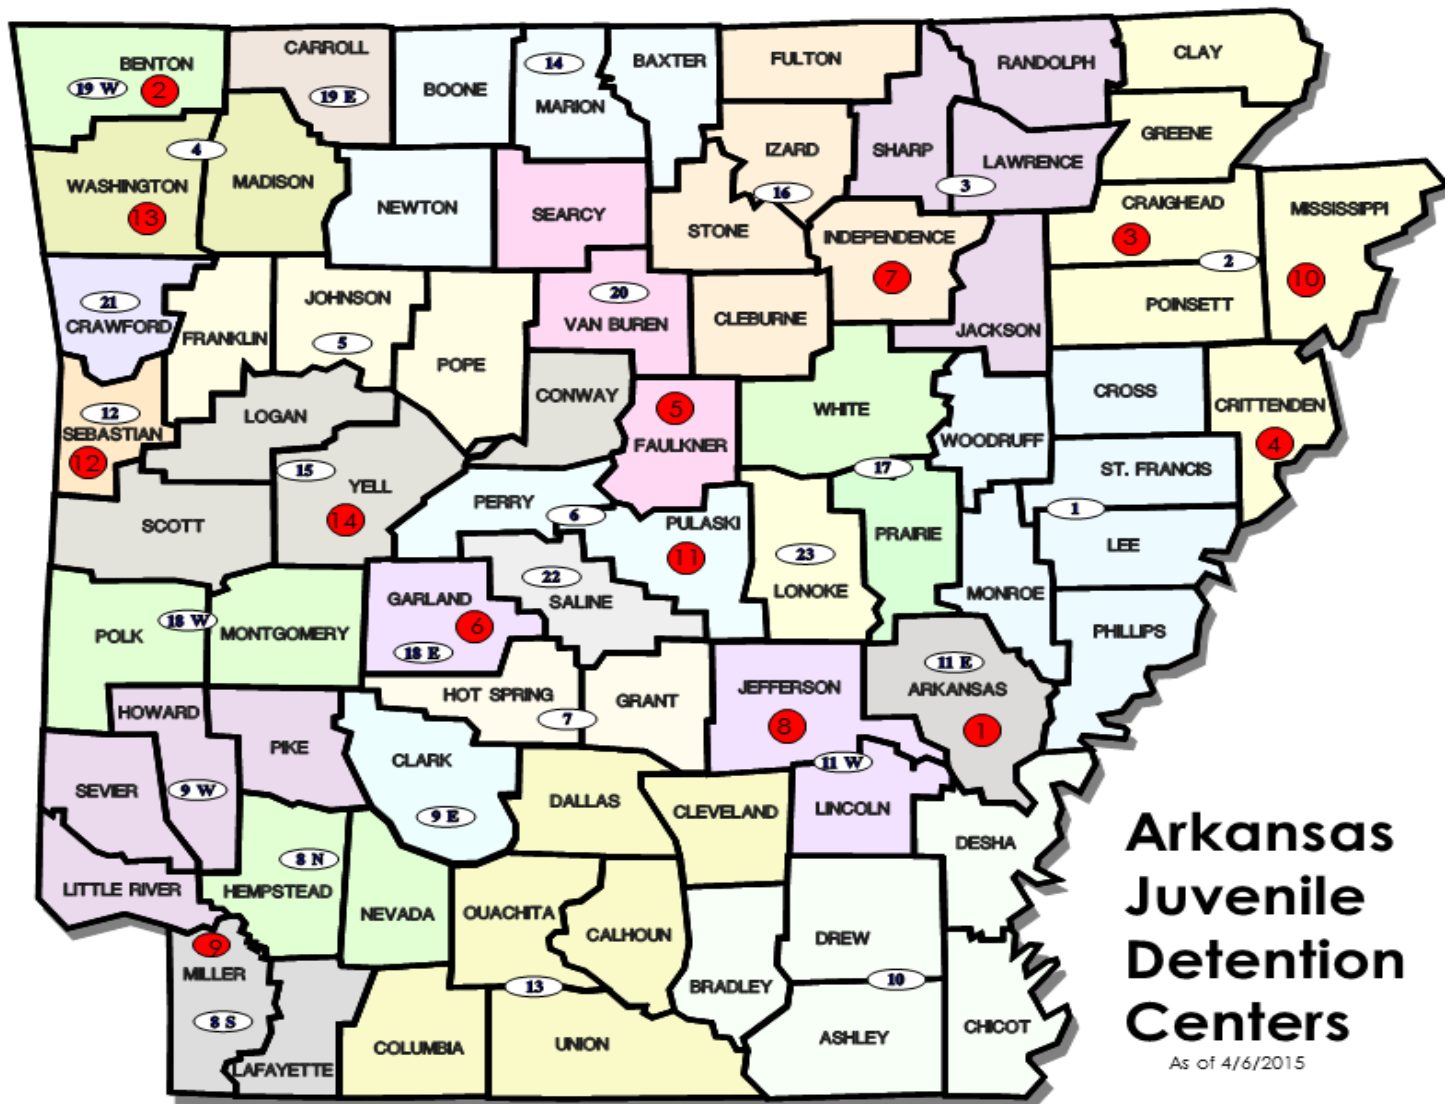 CARROLL
BENTON
19 W
2
19 E
BOONE
14
MARION
BAXTER
FULTON
RANDOLPH
CLAY
GREENE
4
WASHINGTON
13
MADISON
NEWTON
SEARCY
IZARD
16
STONE
SHARP
LAWRENCE
3
CRAIGHEAD
3
MISSISSIPPI
10
INDEPENDENCE
7
2
POINSETT
21
CRAWFORD
FRANKLIN
JOHNSON
5
POPE
20
VAN BUREN
CLEBURNE
JACKSON
CONWAY
5
FAULKNER
WHITE
WOODRUFF
CROSS
CRITTENDEN
4
12
SEBASTIAN
12
LOGAN
15
YELL
14
SCOTT
PERRY
6
PULASKI
11
17
PRAIRIE
23
LONOKE
ST. FRANCIS
1
LEE
MONROE
PHILLIPS
22
SALINE
GARLAND
6
18 E
18 W
POLK
MONTGOMERY
HOT SPRING
7
GRANT
JEFFERSON
8
11 E
ARKANSAS
1
HOWARD
PIKE
CLARK
9 E
SEVIER
9 W
DALLAS
CLEVELAND
11 W
LINCOLN
DESHA
LITTLE RIVER
8 N
HEMPSTEAD
NEVADA
OUACHITA
CALHOUN
DREW
9
MILLER
8 S
LAFAYETTE
COLUMBIA
13
UNION
BRADLEY
10
ASHLEY
CHICOT
Arkansas
Juvenile
Detention
Centers
As of 4/6/2015